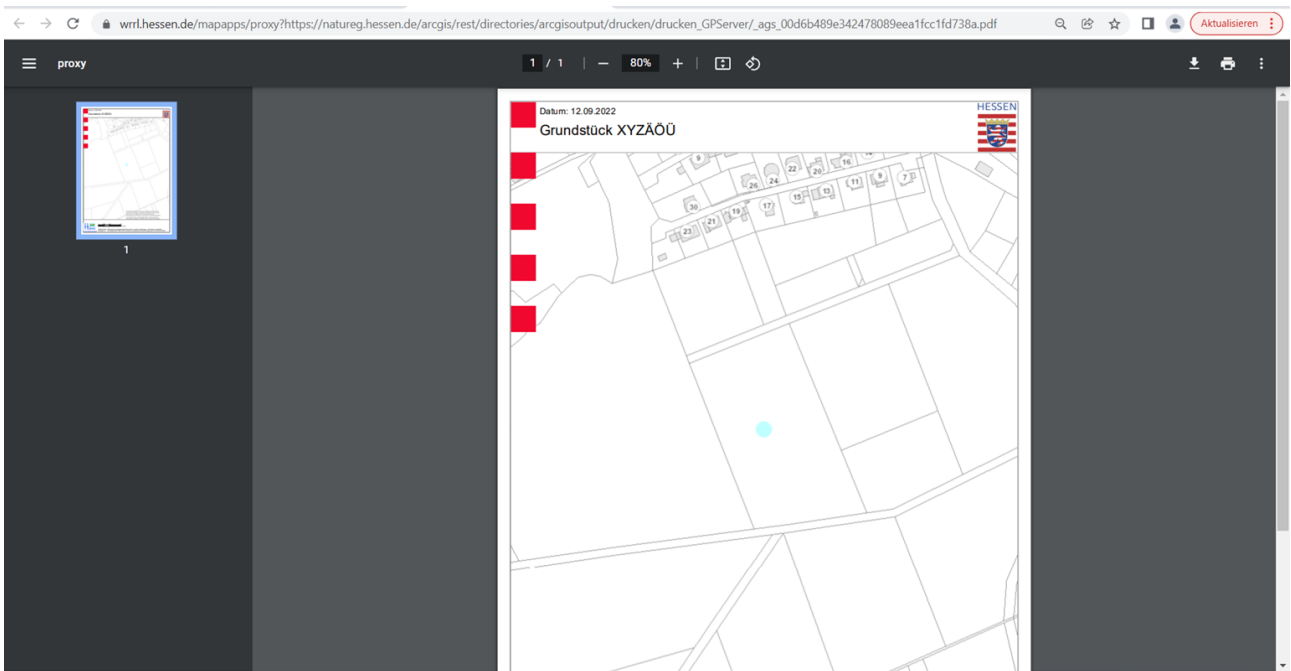 wrrl.hessen.de/mapapps/proxy?https://natureg.hessen.de/arcgis/rest/directories/arcgisoutput/drucken/drucken_GPServer/_ags_00d6b489e342478089eea1fcc1fd738a.pdf
Aktualisieren
proxy
1 / 1
80%
1
Datum: 12.09.2022
HESSEN
Grundstück XYZÄÖÜ
9
22
16
26
24
20
30
15
13
11
9
7
17
23
21
19